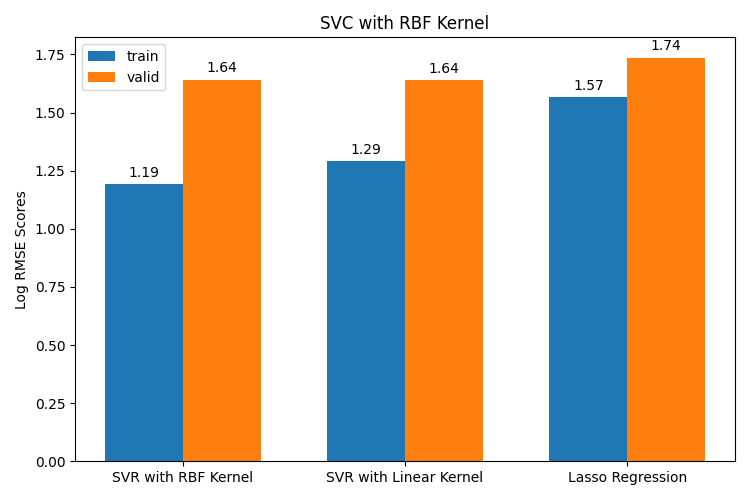 SVC with RBF Kernel
train
valid
1.19
1.64
1.29
1.64
1.57
1.74
Log RMSE Scores
1.75
1.50
1.25
1.00
0.75
0.50
0.25
0.00
SVR with RBF Kernel
SVR with Linear Kernel
Lasso Regression